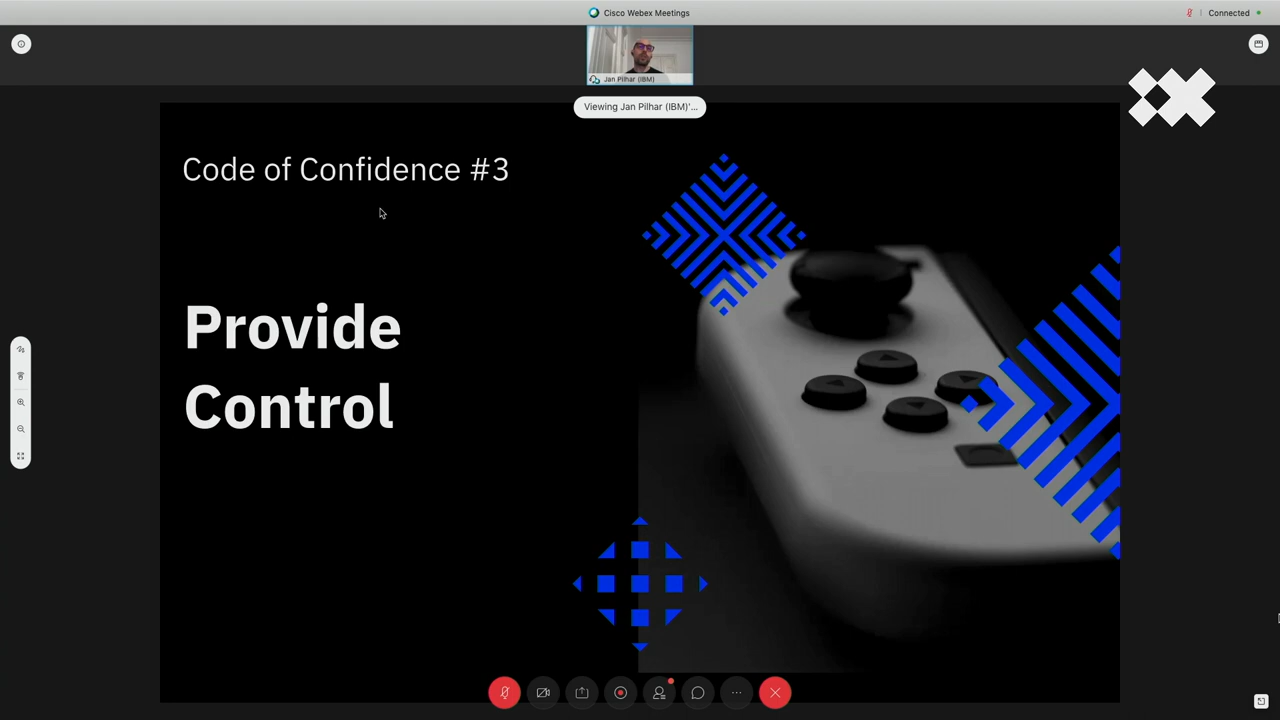 Cisco Webex Meetings
Connected
Jan Pilhar (IBM)
Viewing Jan Pilhar (IBM)'...
Code of Confidence #3
Provide
Control